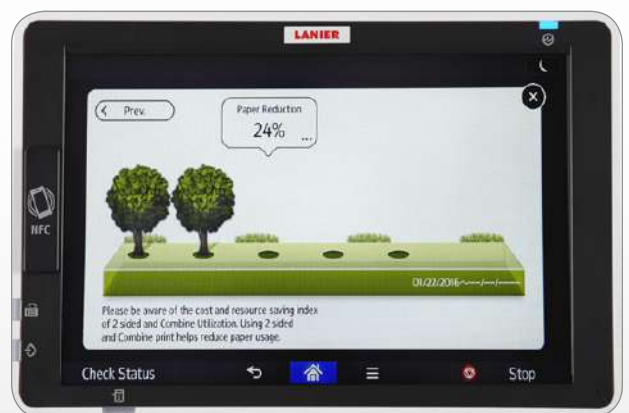 LANIER
Prev.
Paper Reduction
24%
...
NFC
01/22/2016~--/--/----
Please be aware of the cost and resource saving index
of 2 sided and Combine Utilization. Using 2 sided
and Combine print helps reduce paper usage.
Check Status
Stop